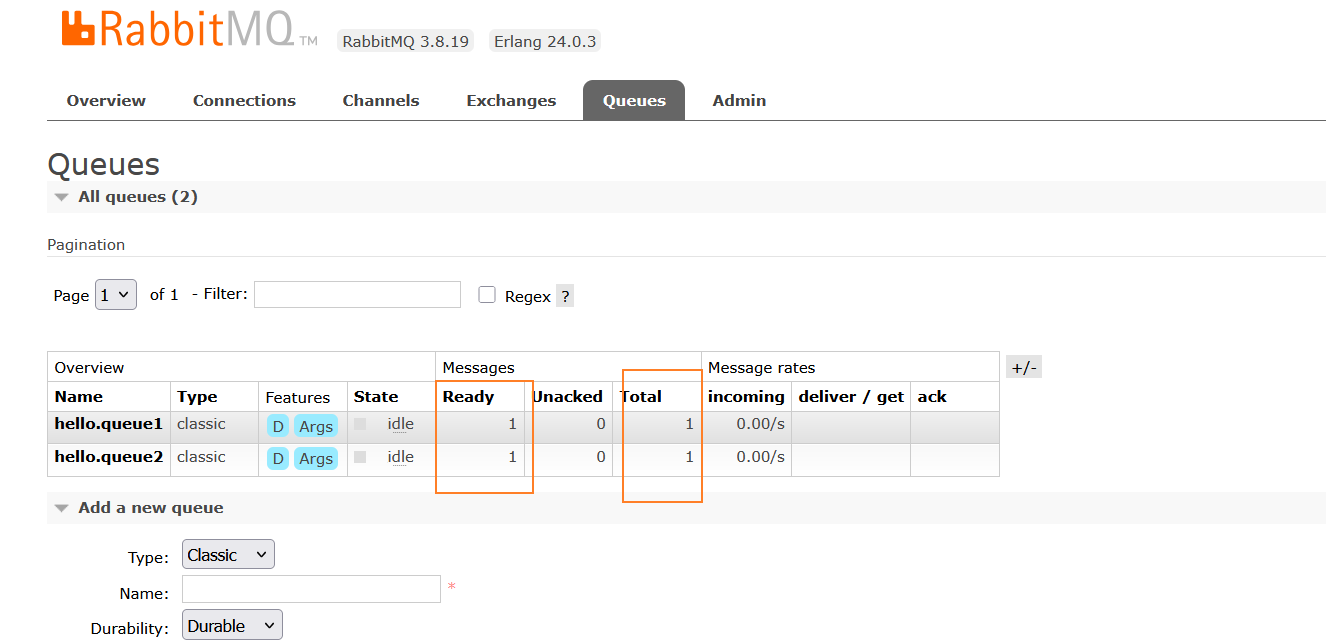 RabbitMQ TM RabbitMQ 3.8.19 Erlang 24.0.3
Overview Connections Channels Exchanges Queues Admin
Queues
All queues (2)
Pagination
Page 1 of 1 - Filter: Regex ?
Overview Messages Message rates +/-
Name Type Features State Ready Unacked Total incoming deliver / get ack
hello.queue1 classic D Args idle 1 0 1 0.00/s
hello.queue2 classic D Args idle 1 0 1 0.00/s
Add a new queue
Type: Classic
Name: *
Durability: Durable